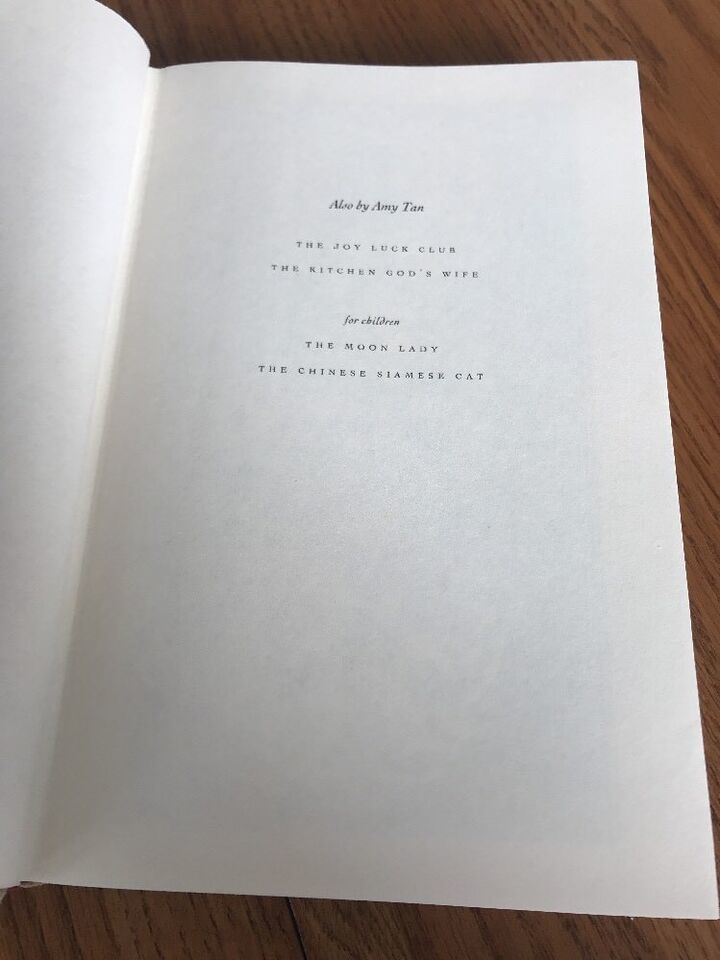 Also by Amy Tan
THE JOY LUCK CLUB
THE KITCHEN GOD'S WIFE
for children
THE MOON LADY
THE CHINESE SIAMESE CAT